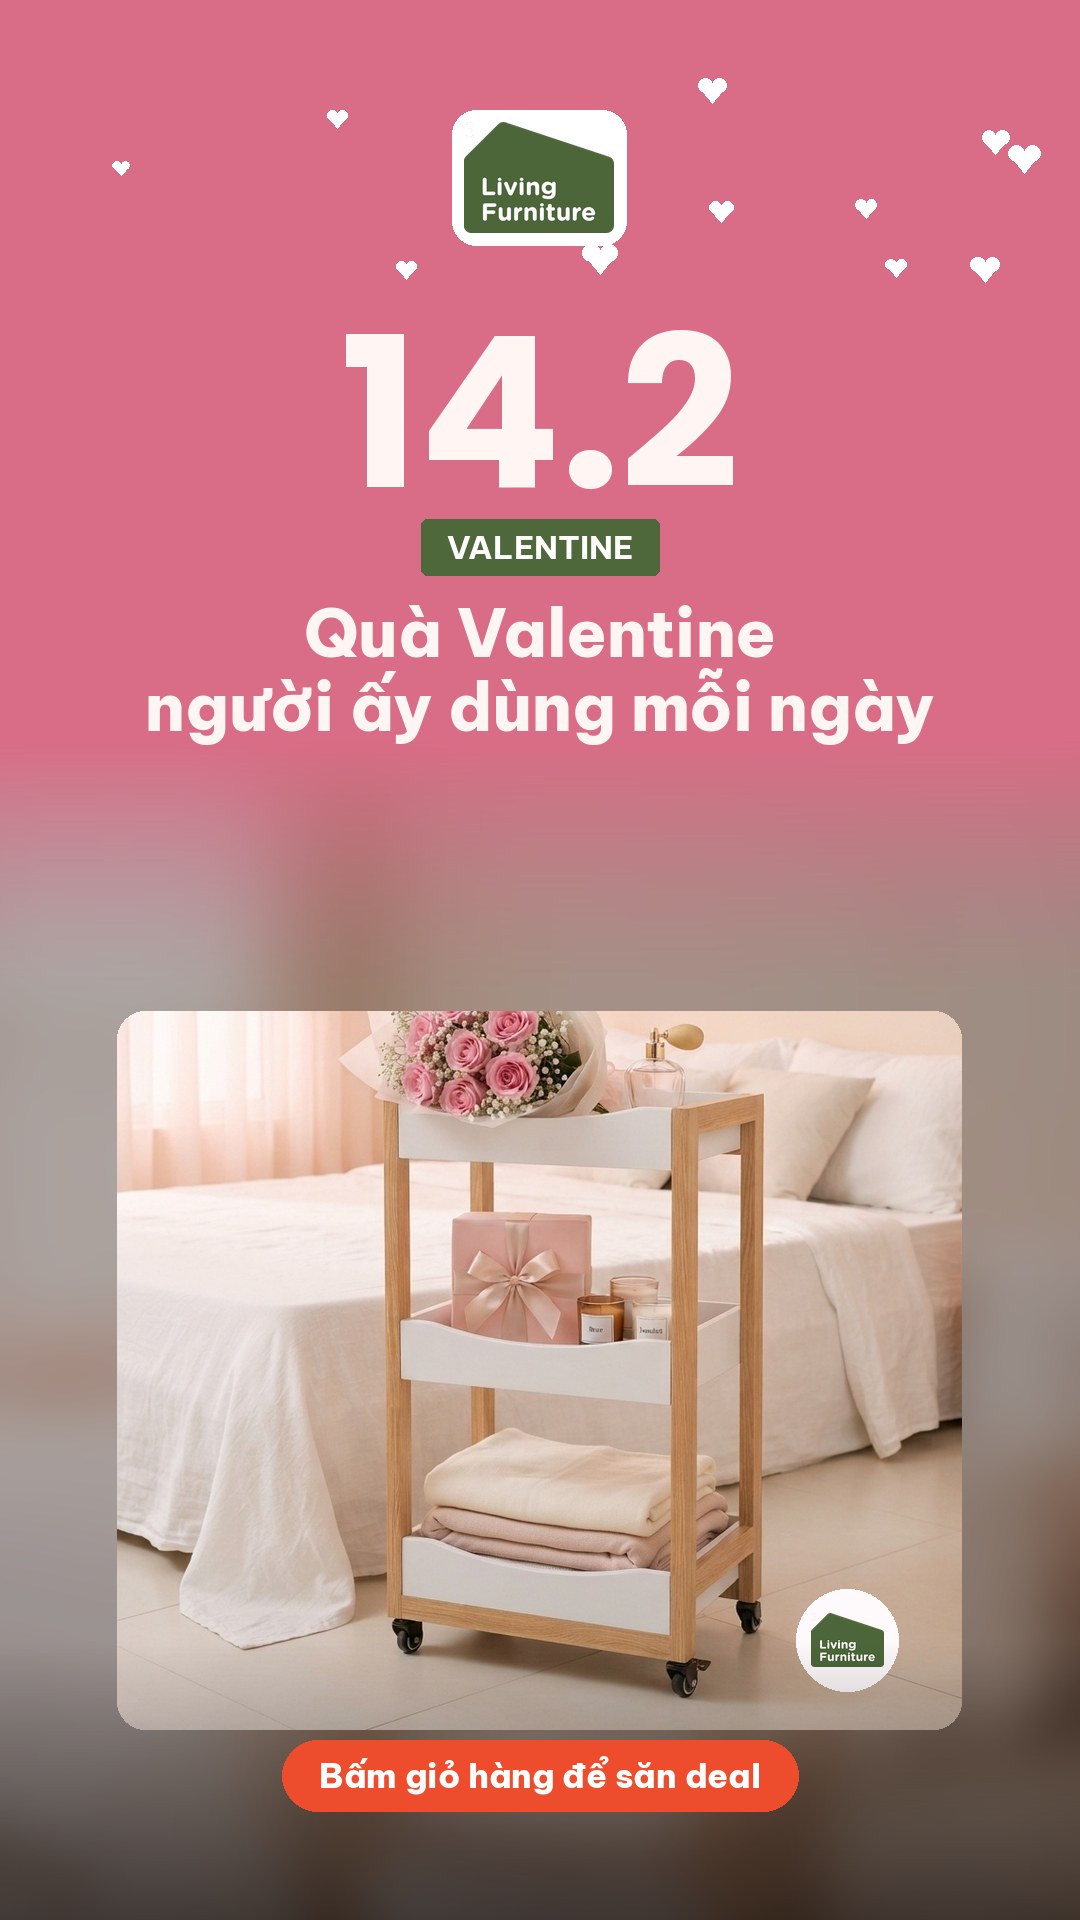 Living
Furniture
14.2
VALENTINE
Quà Valentine
người ấy dùng mỗi ngày
Living
Furniture
Bấm giỏ hàng để săn deal